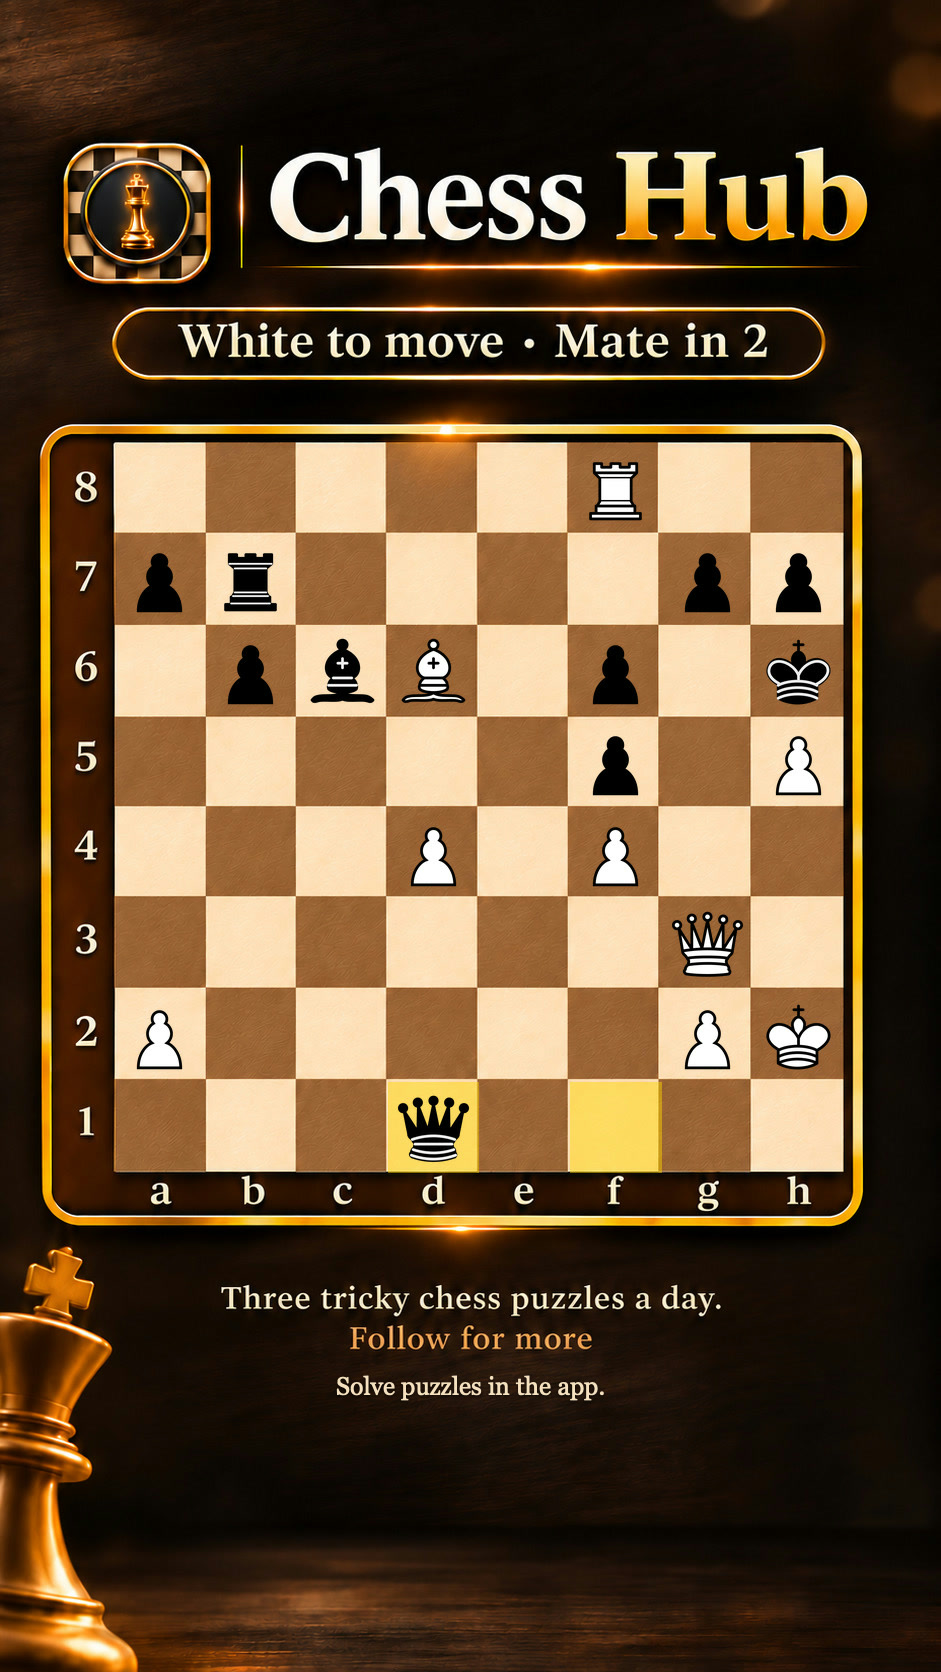 Chess Hub
White to move · Mate in 2
8
7
6
5
4
3
2
1
a b c d e f g h
Three tricky chess puzzles a day.
Follow for more
Solve puzzles in the app.